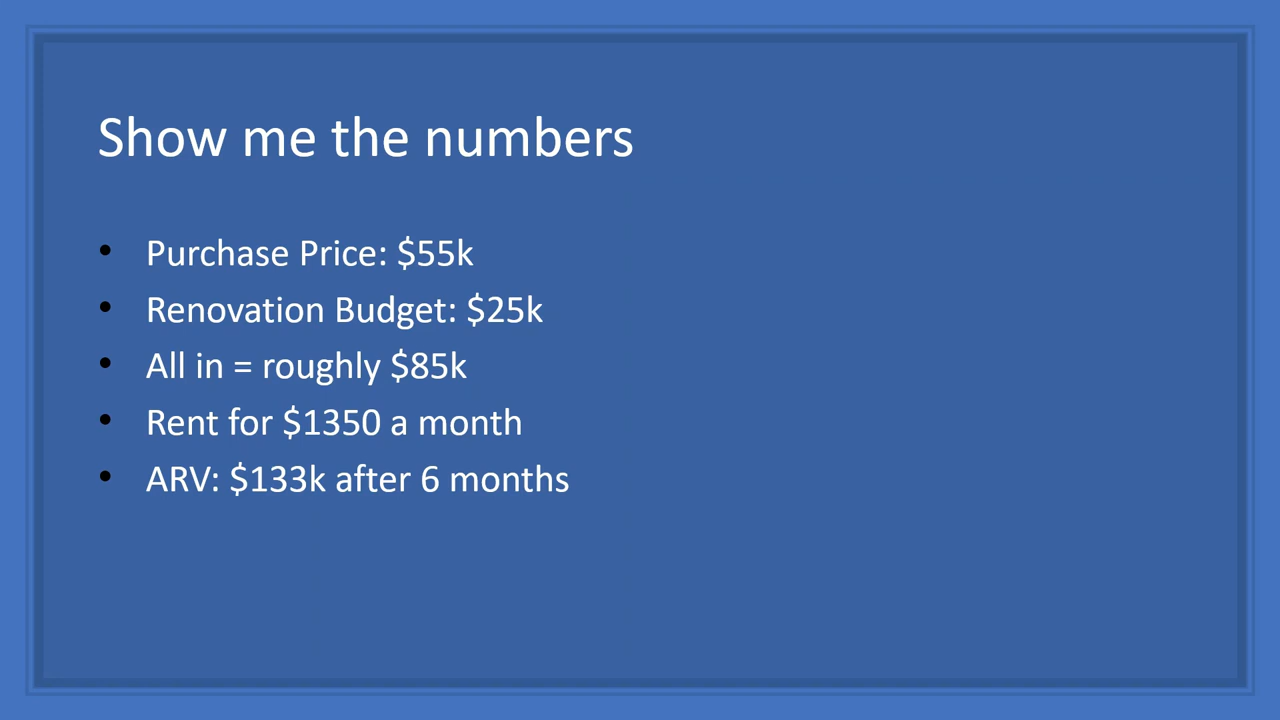 Show me the numbers
• Purchase Price: $55k
• Renovation Budget: $25k
• All in = roughly $85k
• Rent for $1350 a month
• ARV: $133k after 6 months